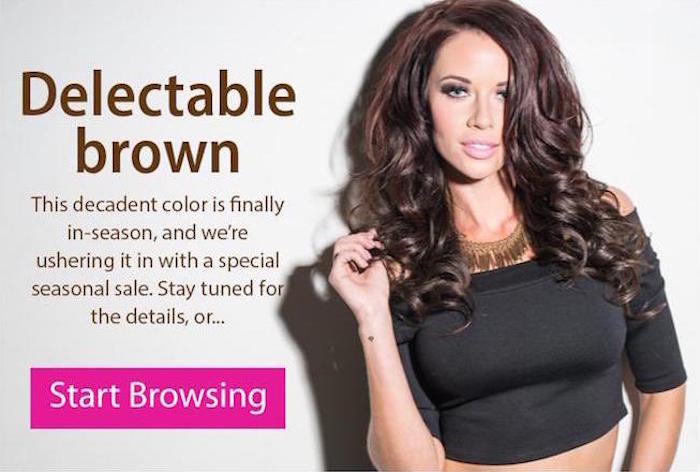 Delectable
brown
This decadent color is finally
in-season, and we're
ushering it in with a special
seasonal sale. Stay tuned for
the details, or...
Start Browsing